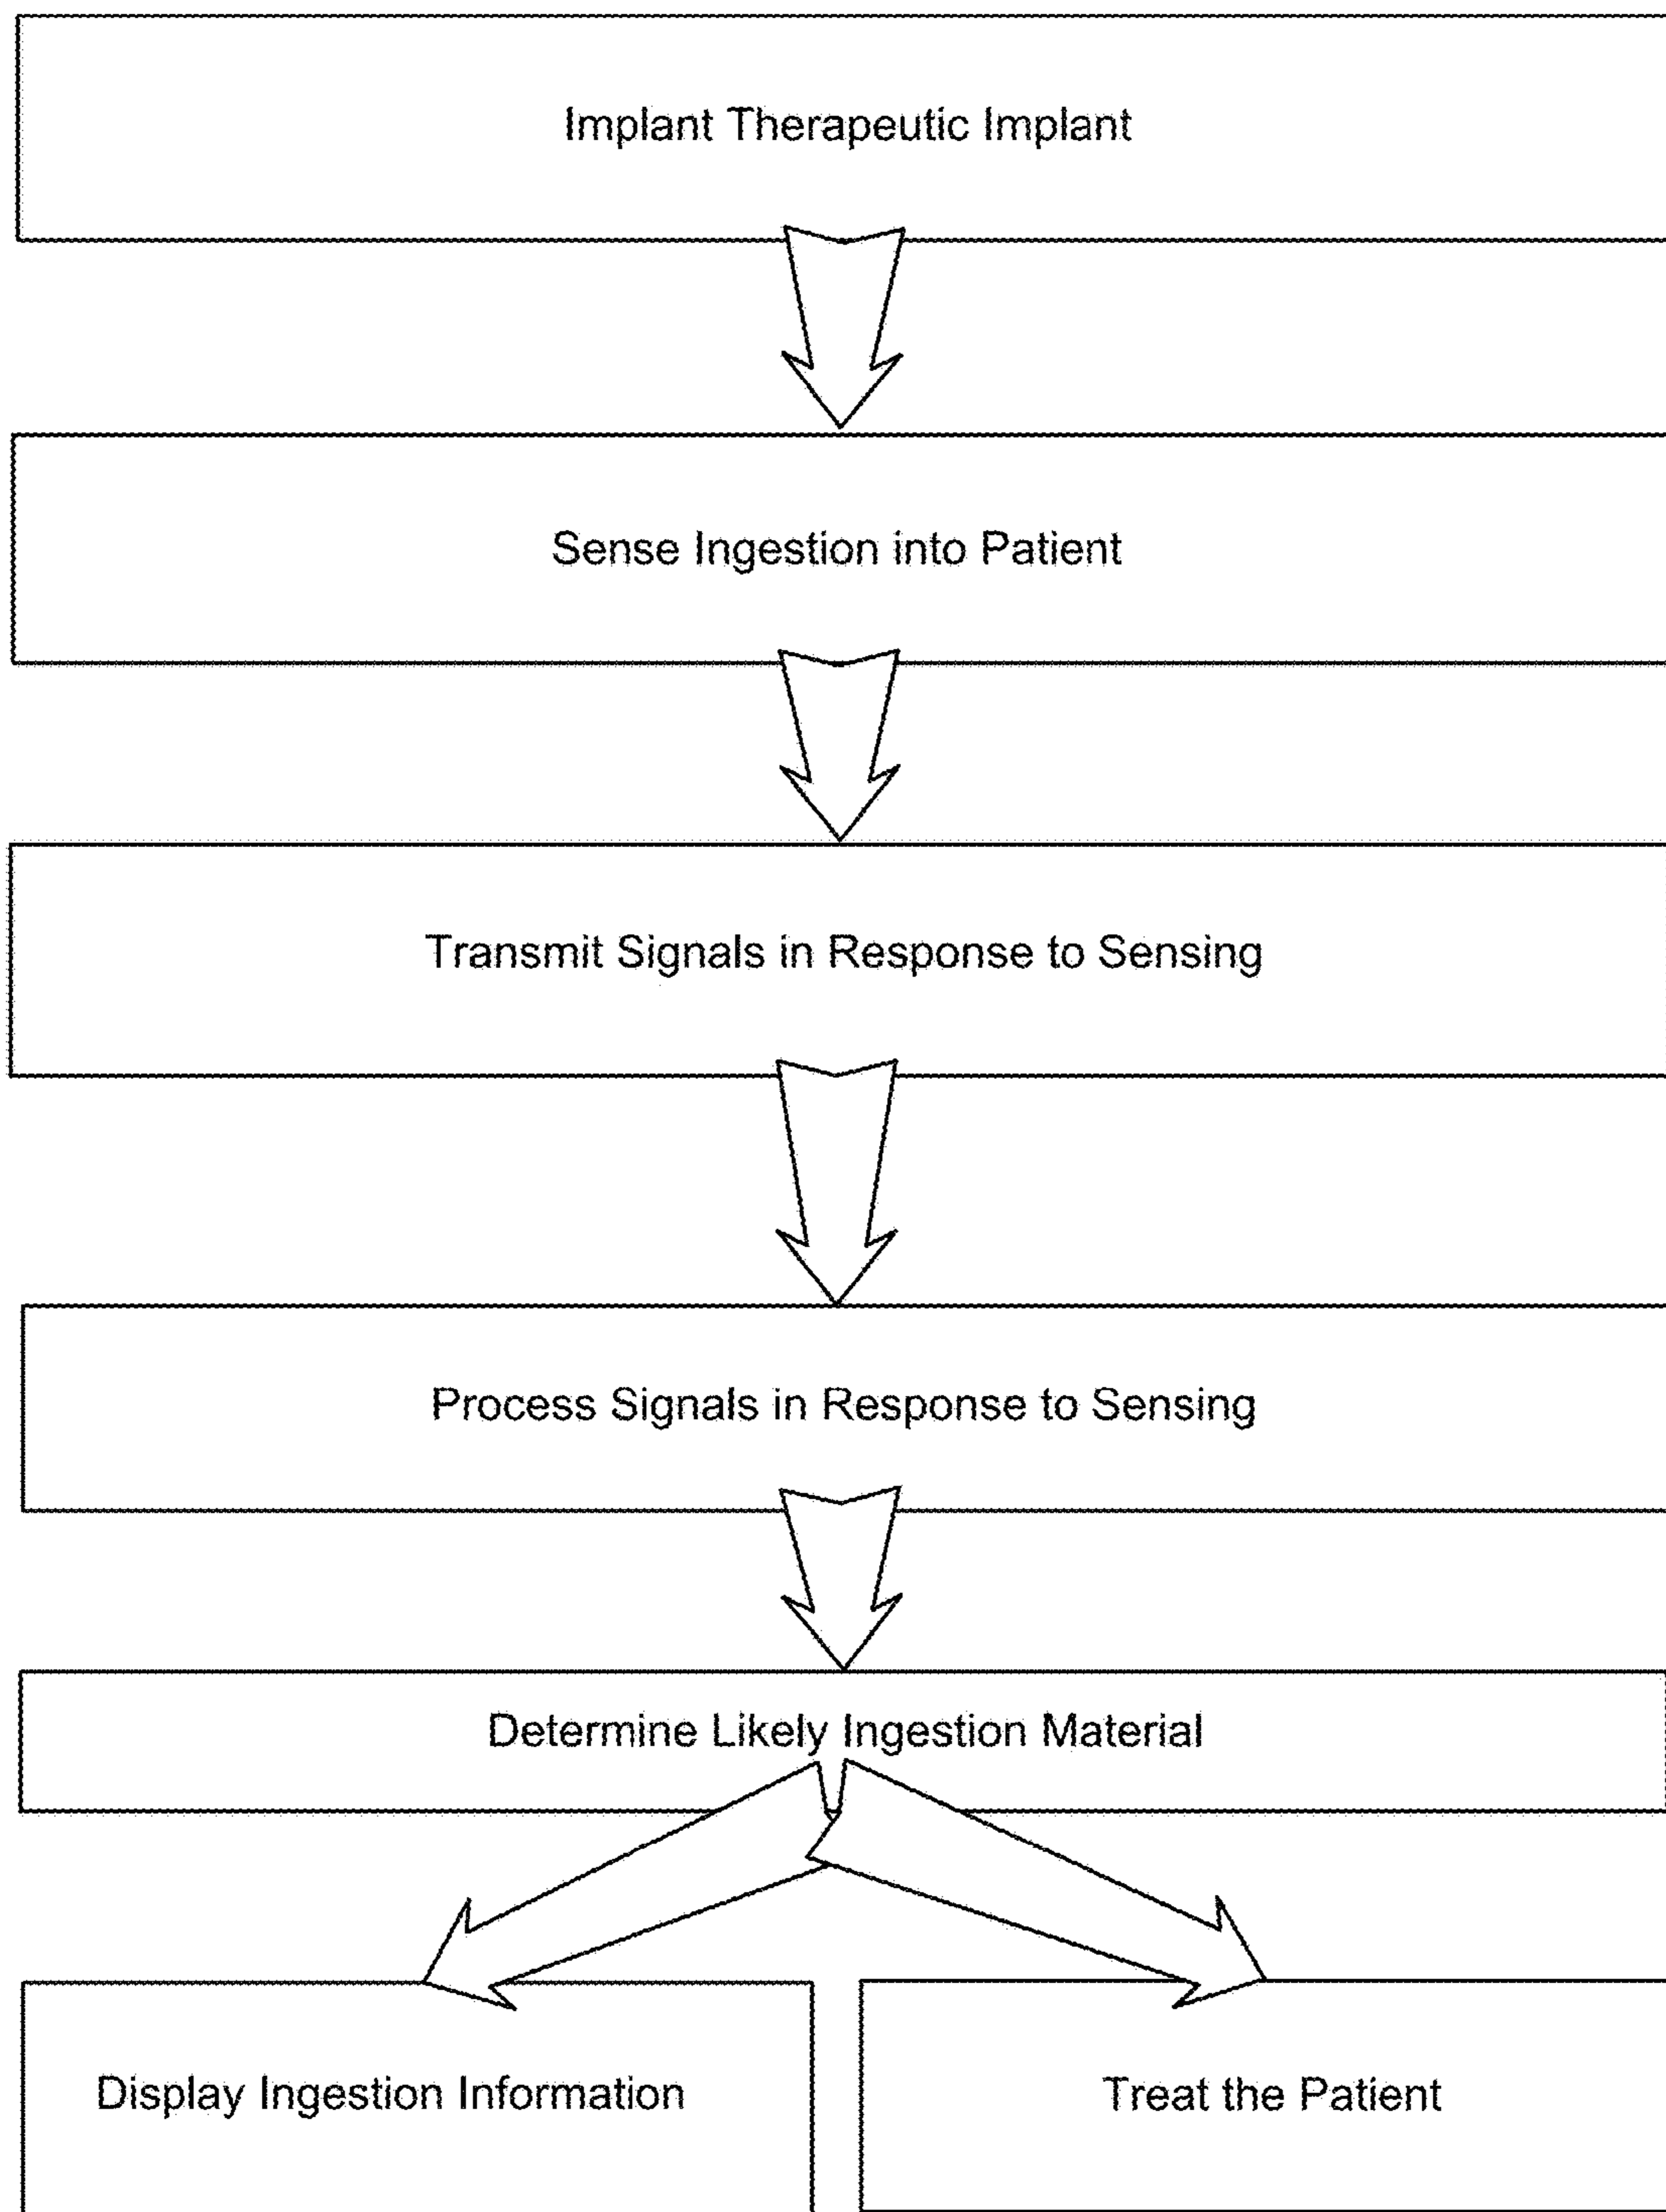 Implant Therapeutic Implant
Sense Ingestion into Patient
Transmit Signals in Response to Sensing
Process Signals in Response to Sensing
Determine Likely Ingestion Material
Display Ingestion Information
Treat the Patient